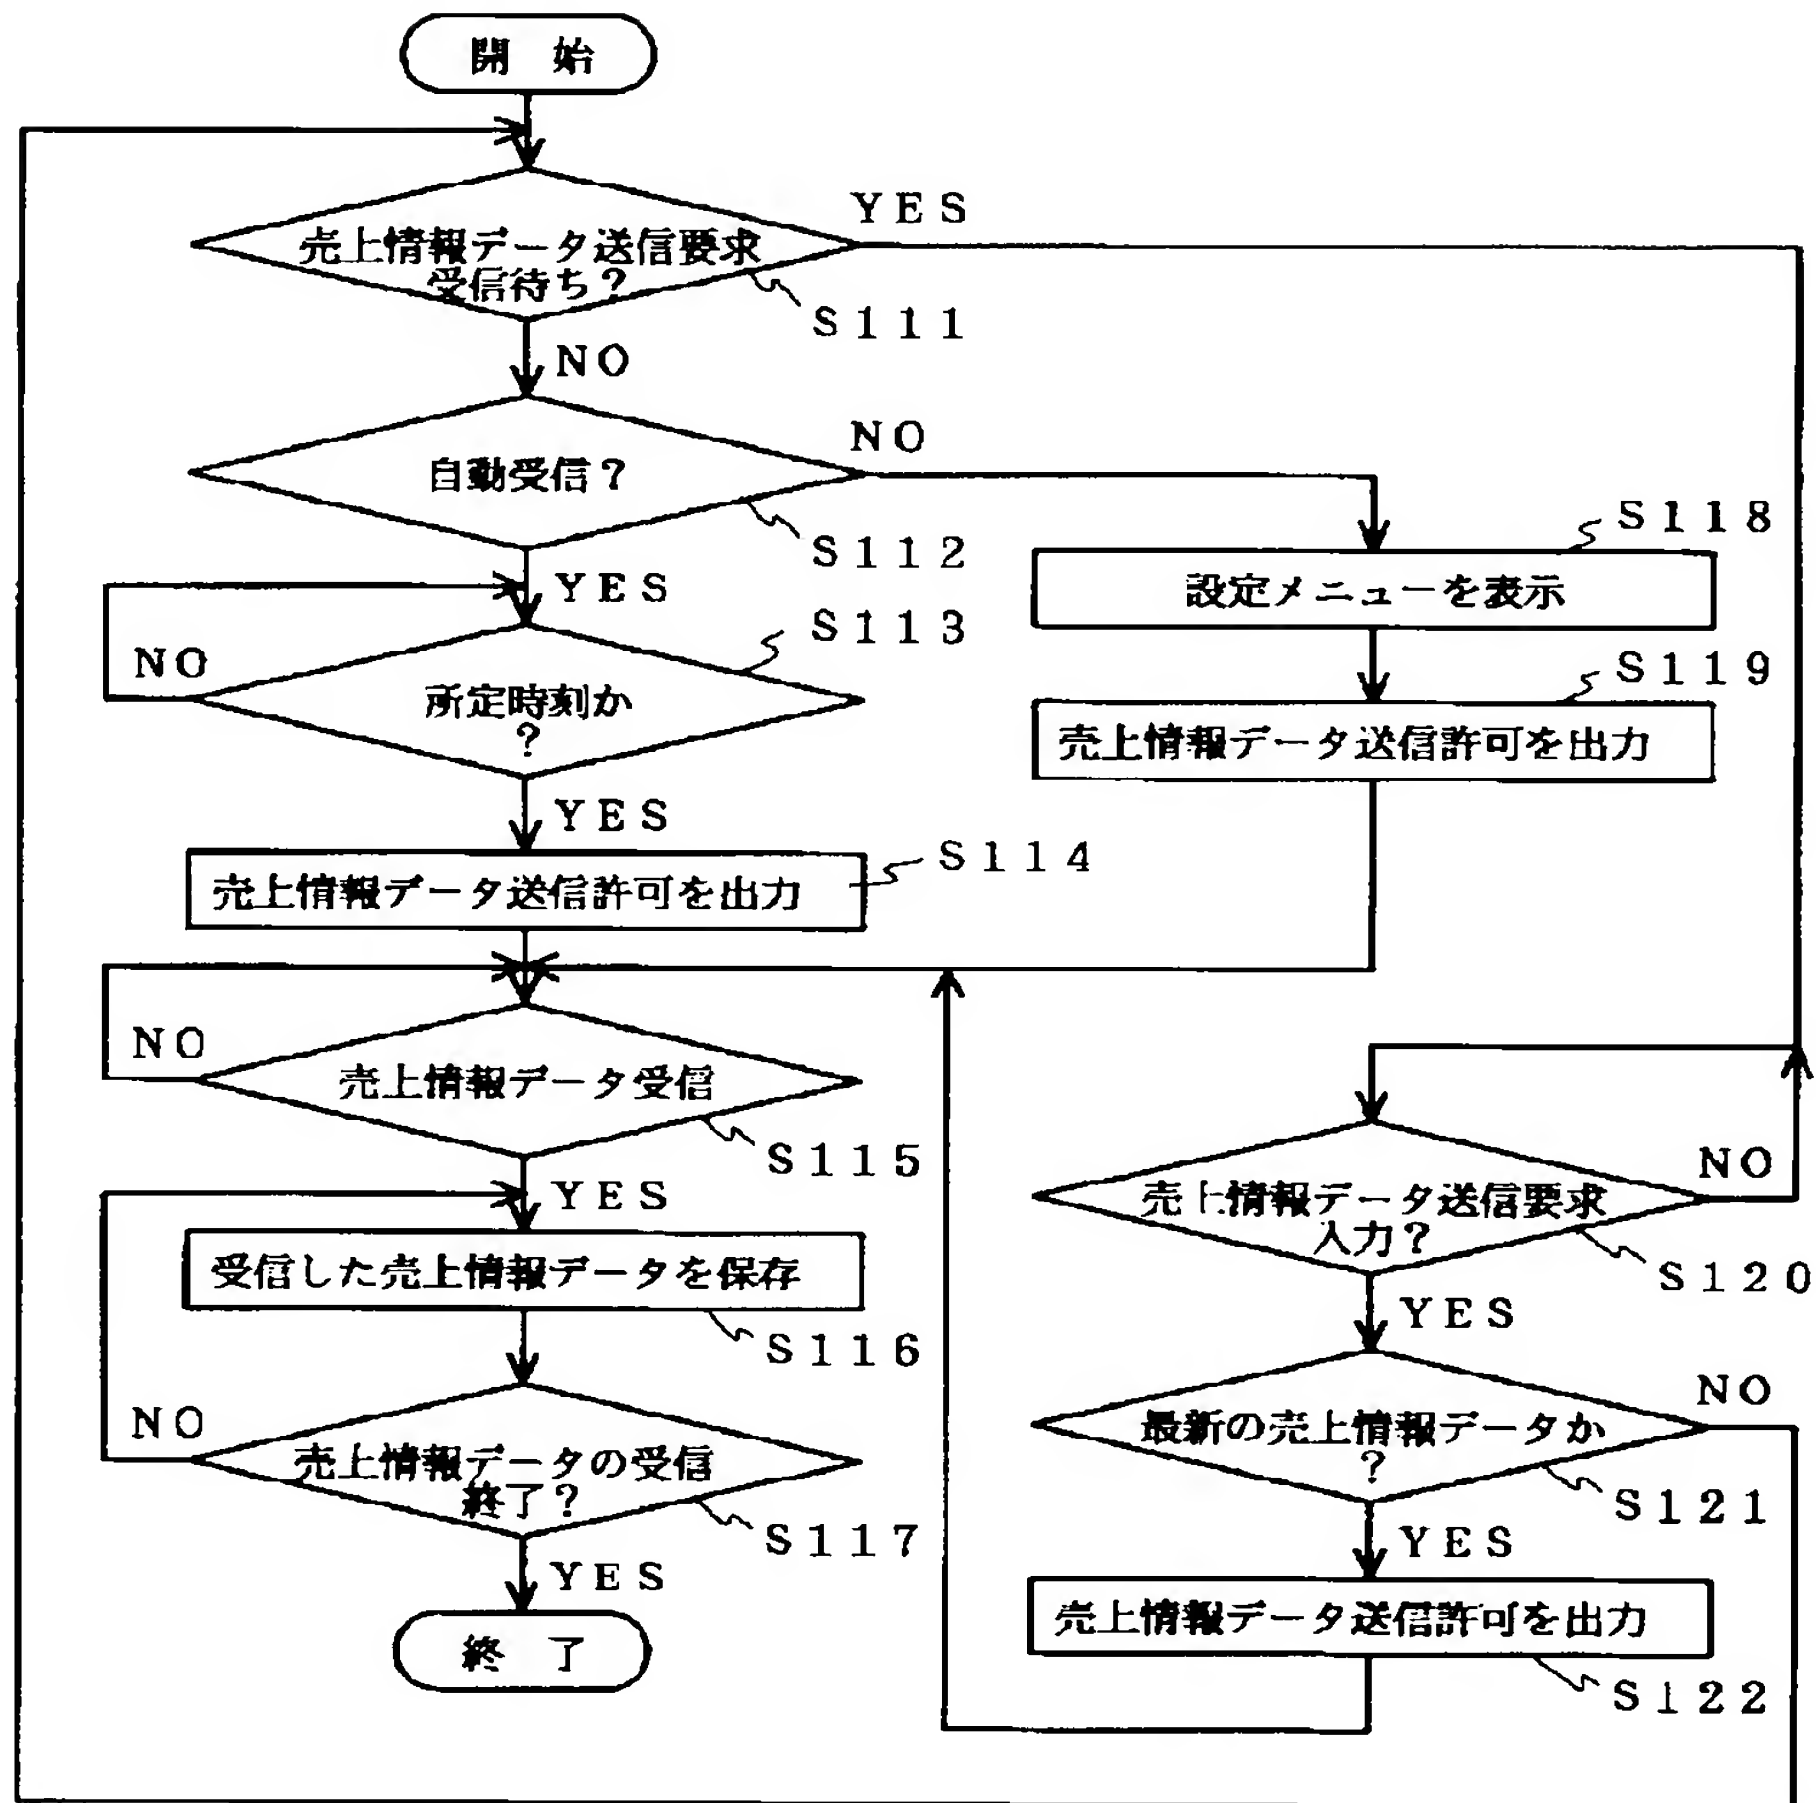 開 始
YES
売上情報データ送信要求
受信待ち？
S111
NO
NO
自動受信？
S112
S118
設定メニューを表示
YES
S113
NO
所定時刻か
？
S119
売上情報データ送信許可を出力
YES
S114
売上情報データ送信許可を出力
NO
売上情報データ受信
S115
YES
受信した売上情報データを保存
S116
NO
売上情報データの受信
終了？
S117
YES
終 了
NO
売上情報データ送信要求
入力？
S120
YES
NO
最新の売上情報データか
？
S121
YES
売上情報データ送信許可を出力
S122